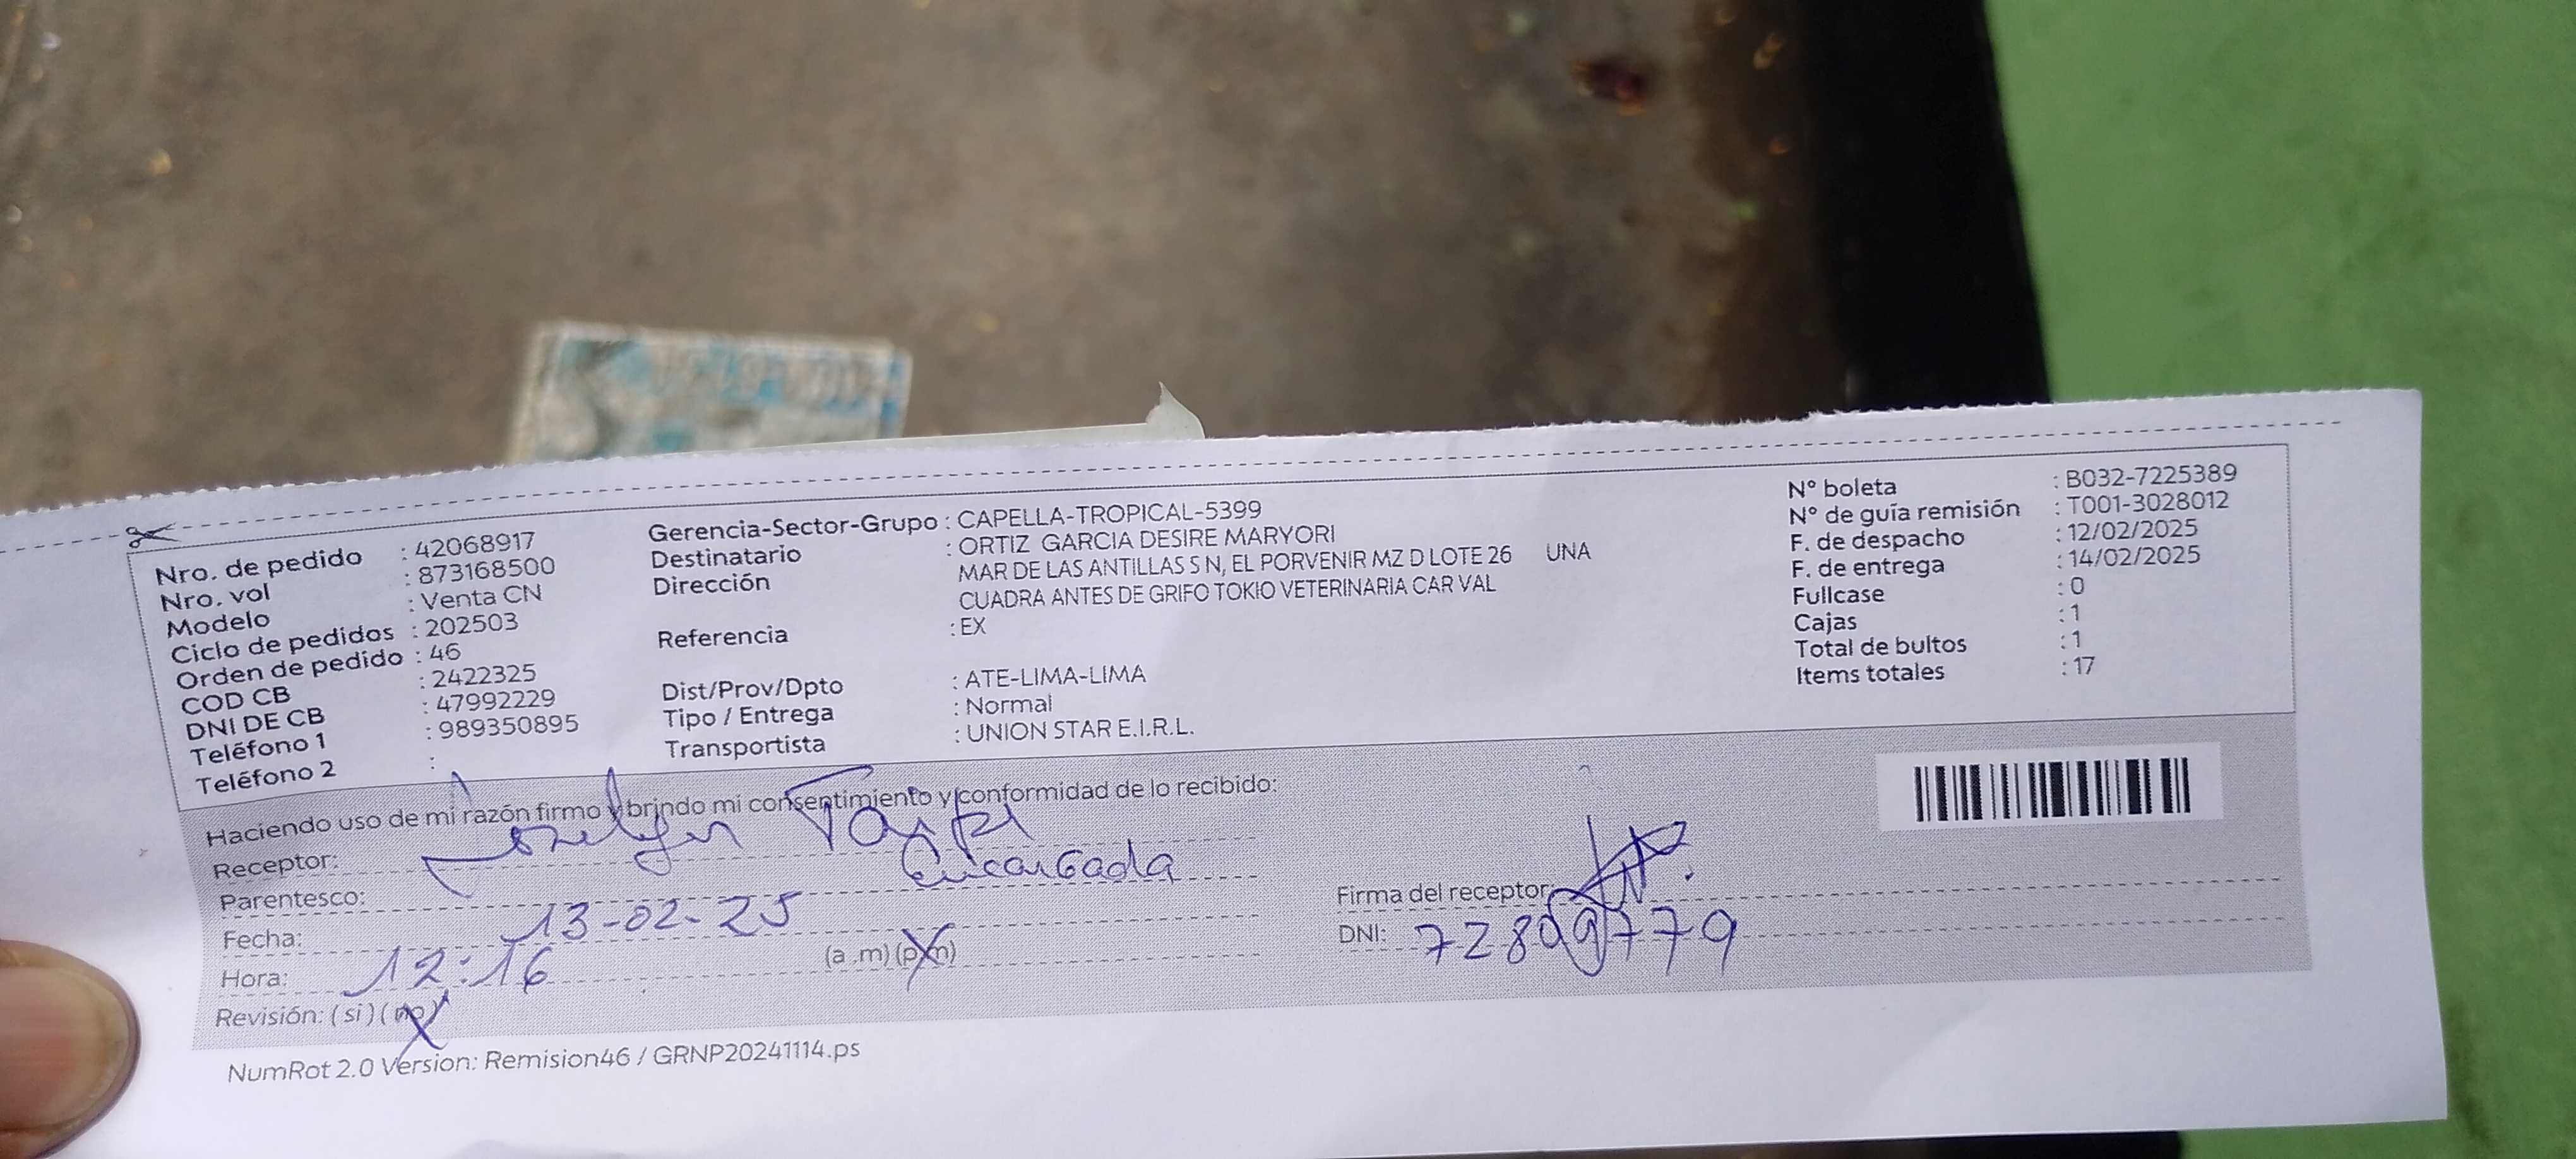 Nro. de pedido : 42068917
Nro. vol : 873168500
Modelo : Venta CN
Ciclo de pedidos : 202503
Orden de pedido : 46
COD CB : 2422325
DNI DE CB : 47992229
Teléfono 1 : 989350895
Teléfono 2 :
Gerencia-Sector-Grupo : CAPELLA-TROPICAL-5399
Destinatario : ORTIZ GARCIA DESIRE MARYORI
Dirección MAR DE LAS ANTILLAS S N, EL PORVENIR MZ D LOTE 26 UNA
CUADRA ANTES DE GRIFO TOKIO VETERINARIA CAR VAL
Referencia : EX
Dist/Prov/Dpto : ATE-LIMA-LIMA
Tipo / Entrega : Normal
Transportista : UNION STAR E.I.R.L.
N° boleta : B032-7225389
N° de guía remisión : T001-3028012
F. de despacho : 12/02/2025
F. de entrega : 14/02/2025
Fullcase : 0
Cajas : 1
Total de bultos : 1
Items totales : 17
Haciendo uso de mi razón firmo y brindo mi consentimiento y conformidad de lo recibido:
Receptor:
Parentesco: Encargada
Fecha: 13-02-25
Hora: 12:16 (a .m) (p.m)
Revisión: ( si ) ( no )
Firma del receptor:
DNI:
NumRot 2.0 Version: Remision46 / GRNP20241114.ps